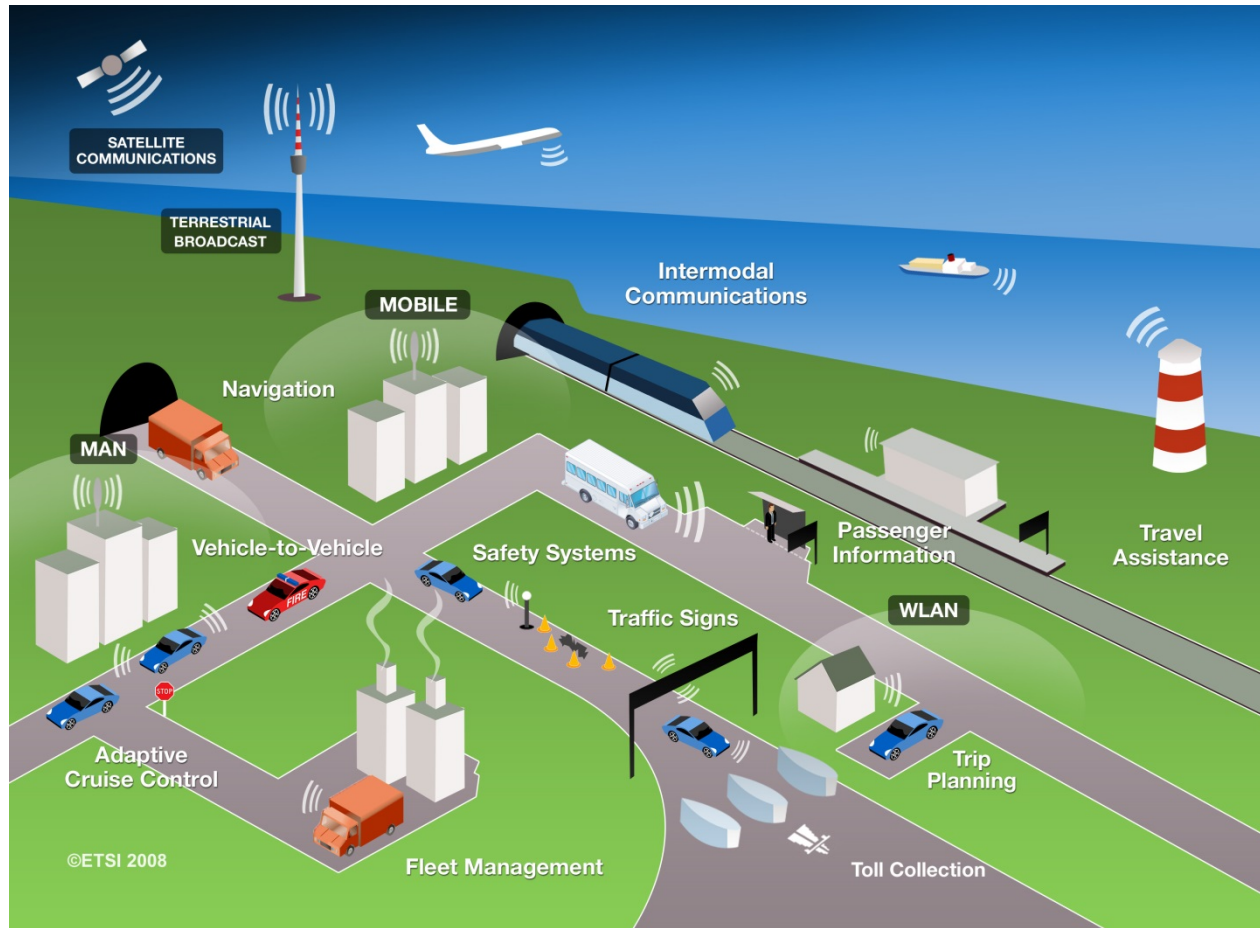 SATELLITE
COMMUNICATIONS
TERRESTRIAL
BROADCAST
Intermodal
Communications
MOBILE
Navigation
MAN
Vehicle-to-Vehicle
Safety Systems
Passenger
Information
Travel
Assistance
FIRE
Traffic Signs
WLAN
STOP
Adaptive
Cruise Control
Trip
Planning
©ETSI 2008
Fleet Management
Toll Collection